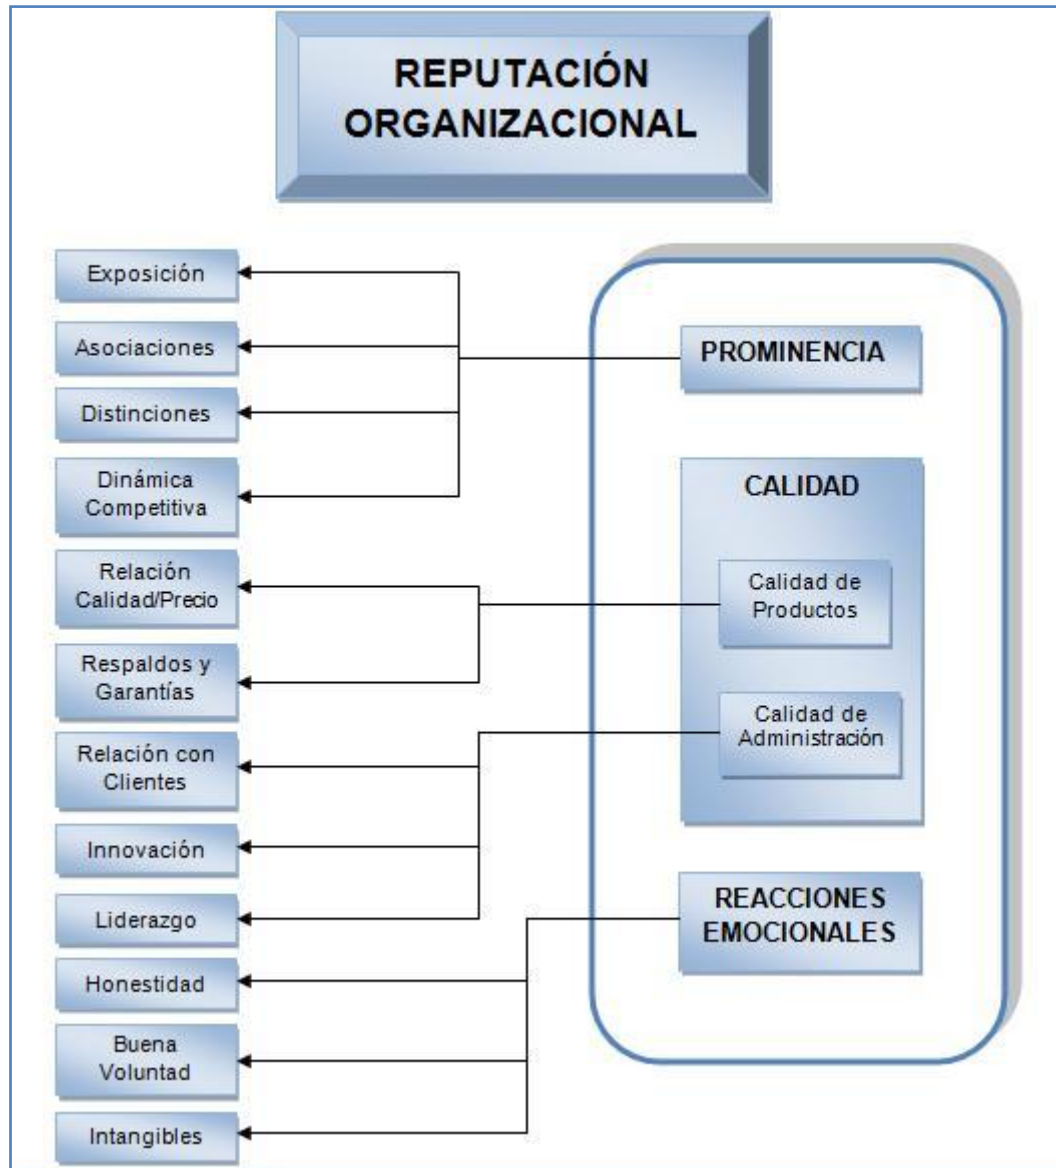 REPUTACIÓN
ORGANIZACIONAL
Exposición
Asociaciones
Distinciones
Dinámica
Competitiva
Relación
Calidad/Precio
Respaldos y
Garantías
Relación con
Clientes
Innovación
Liderazgo
Honestidad
Buena
Voluntad
Intangibles
PROMINENCIA
CALIDAD
Calidad de
Productos
Calidad de
Administración
REACCIONES
EMOCIONALES